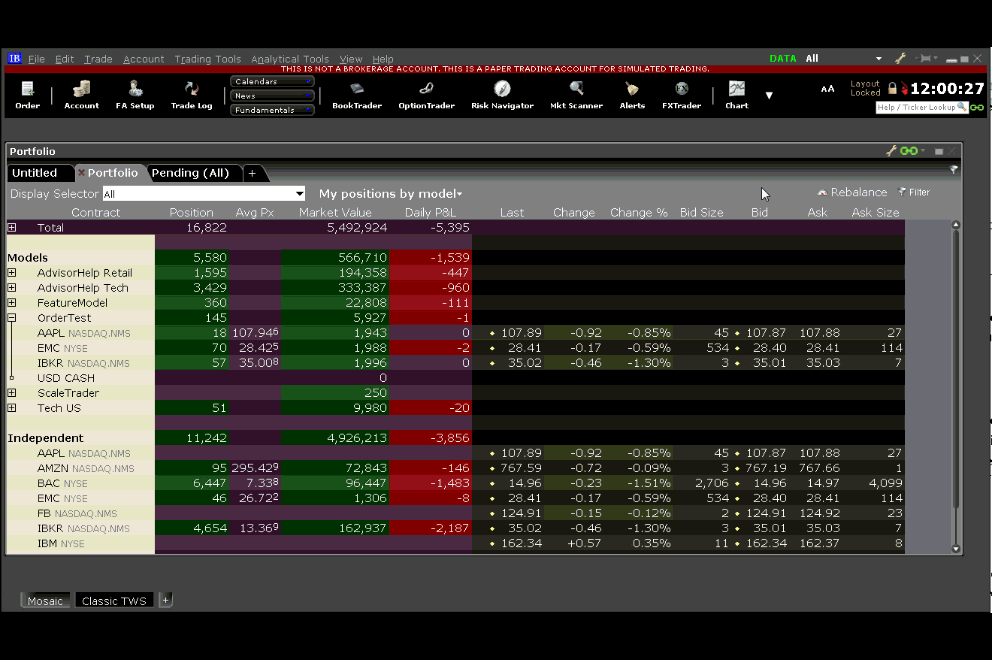 IB File Edit Trade Account Trading Tools Analytical Tools View Help DATA All
THIS IS NOT A BROKERAGE ACCOUNT. THIS IS A PAPER TRADING ACCOUNT FOR SIMULATED TRADING.
Order Account FA Setup Trade Log
Calendars
News
Fundamentals
BookTrader OptionTrader Risk Navigator Mkt Scanner Alerts FXTrader Chart AA
Layout Locked 12:00:27
Help / Ticker Lookup
Portfolio
Untitled Portfolio Pending (All) +
Display Selector All My positions by model Rebalance Filter
Contract Position Avg Px Market Value Daily P&L Last Change Change % Bid Size Bid Ask Ask Size
Total 16,822 5,492,924 -5,395
Models 5,580 566,710 -1,539
AdvisorHelp Retail 1,595 194,358 -447
AdvisorHelp Tech 3,429 333,387 -960
FeatureModel 360 22,808 -111
OrderTest 145 5,927 -1
AAPL NASDAQ.NMS 18 107.946 1,943 0 107.89 -0.92 -0.85% 45 107.87 107.88 27
EMC NYSE 70 28.425 1,988 -2 28.41 -0.17 -0.59% 534 28.40 28.41 114
IBKR NASDAQ.NMS 57 35.008 1,996 0 35.02 -0.46 -1.30% 3 35.01 35.03 7
USD CASH 0
ScaleTrader 250
Tech US 51 9,980 -20
Independent 11,242 4,926,213 -3,856
AAPL NASDAQ.NMS 107.89 -0.92 -0.85% 45 107.87 107.88 27
AMZN NASDAQ.NMS 95 295.429 72,843 -146 767.59 -0.72 -0.09% 3 767.19 767.66 1
BAC NYSE 6,447 7.338 96,447 -1,483 14.96 -0.23 -1.51% 2,706 14.96 14.97 4,099
EMC NYSE 46 26.722 1,306 -8 28.41 -0.17 -0.59% 534 28.40 28.41 114
FB NASDAQ.NMS 124.91 -0.15 -0.12% 2 124.91 124.92 23
IBKR NASDAQ.NMS 4,654 13.369 162,937 -2,187 35.02 -0.46 -1.30% 3 35.01 35.03 7
IBM NYSE 162.34 +0.57 0.35% 11 162.34 162.37 8
Mosaic Classic TWS +